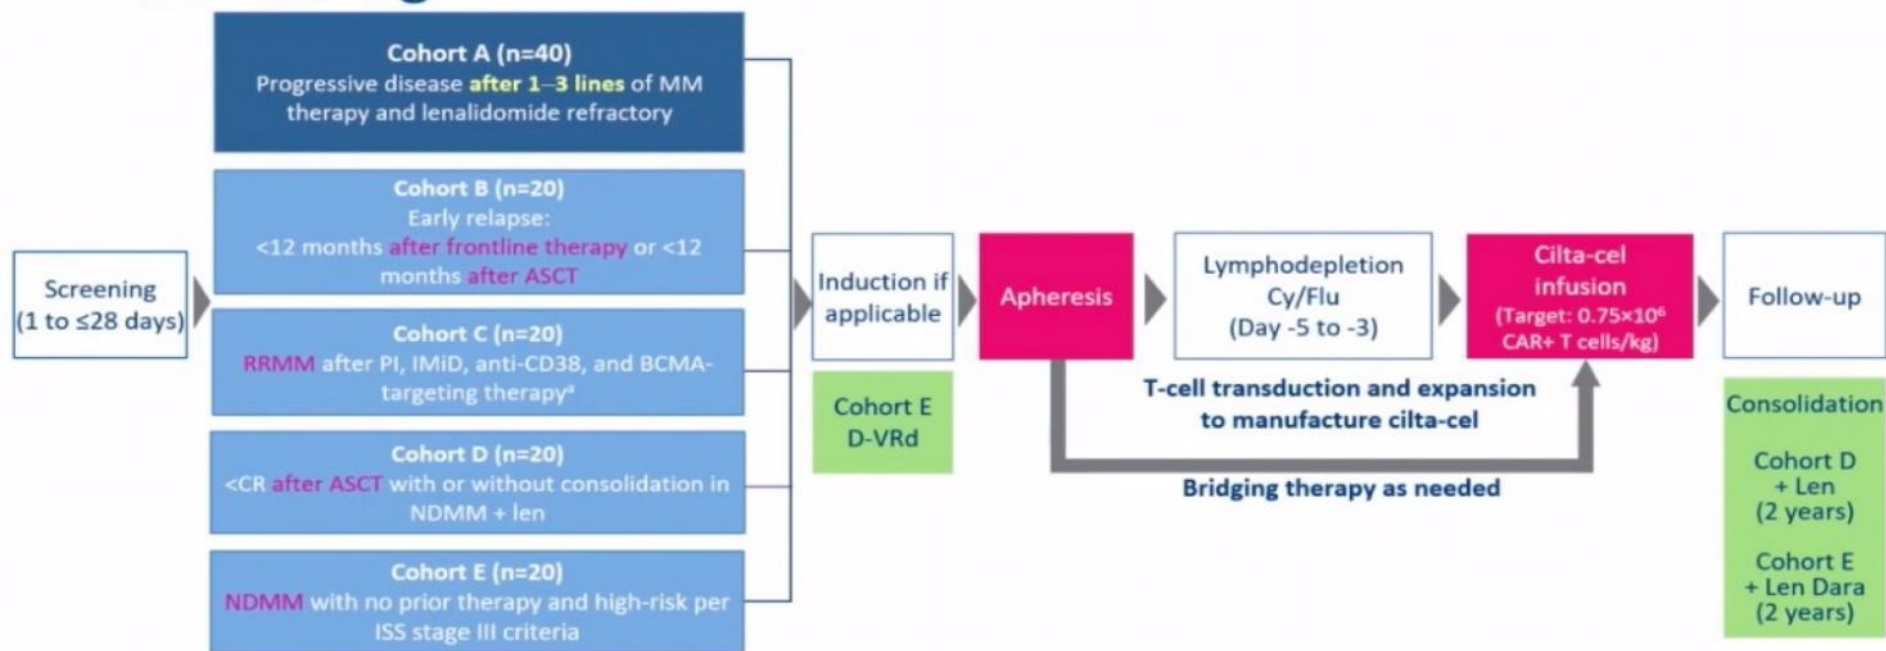 Screening
(1 to ≤28 days)
Cohort A (n=40)
Progressive disease after 1–3 lines of MM
therapy and lenalidomide refractory
Cohort B (n=20)
Early relapse:
<12 months after frontline therapy or <12
months after ASCT
Cohort C (n=20)
RRMM after PI, IMiD, anti-CD38, and BCMA-
targeting therapyᵃ
Cohort D (n=20)
<CR after ASCT with or without consolidation in
NDMM + len
Cohort E (n=20)
NDMM with no prior therapy and high-risk per
ISS stage III criteria
Induction if
applicable
Cohort E
D-VRd
Apheresis
Lymphodepletion
Cy/Flu
(Day -5 to -3)
T-cell transduction and expansion
to manufacture cilta-cel
Bridging therapy as needed
Cilta-cel
infusion
(Target: 0.75×10⁶
CAR+ T cells/kg)
Follow-up
Consolidation
Cohort D
+ Len
(2 years)
Cohort E
+ Len Dara
(2 years)